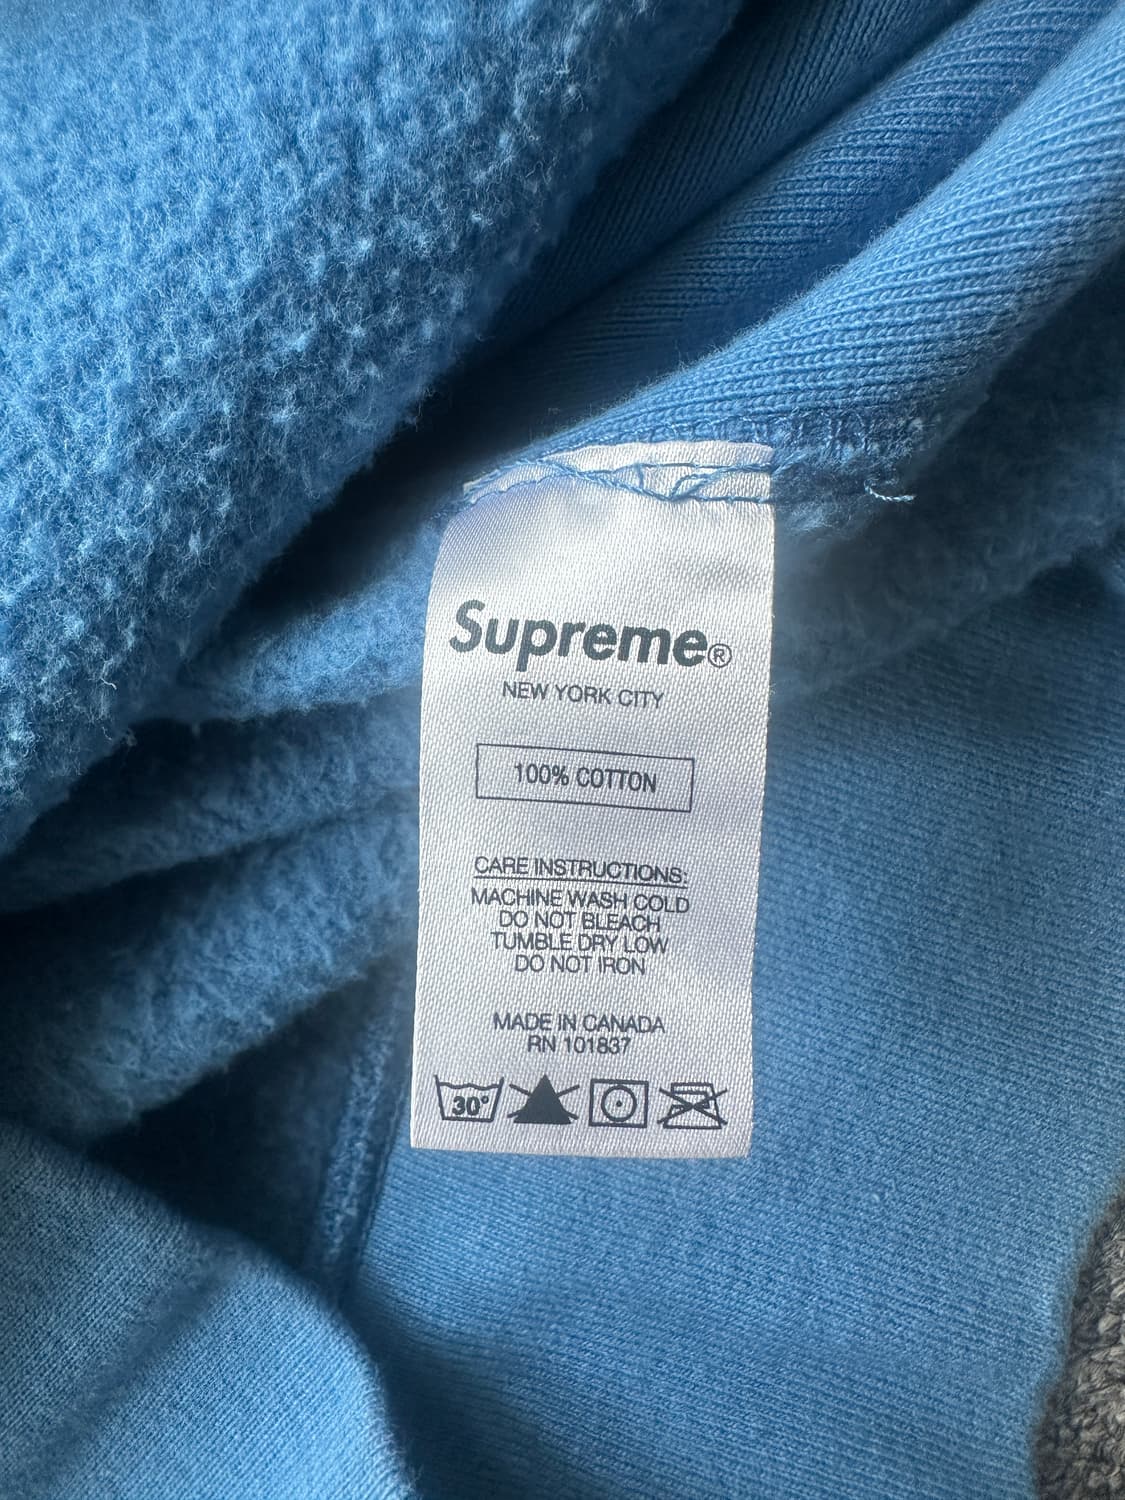 Supreme®
NEW YORK CITY
100% COTTON
CARE INSTRUCTIONS:
MACHINE WASH COLD
DO NOT BLEACH
TUMBLE DRY LOW
DO NOT IRON
MADE IN CANADA
RN 101837
30°